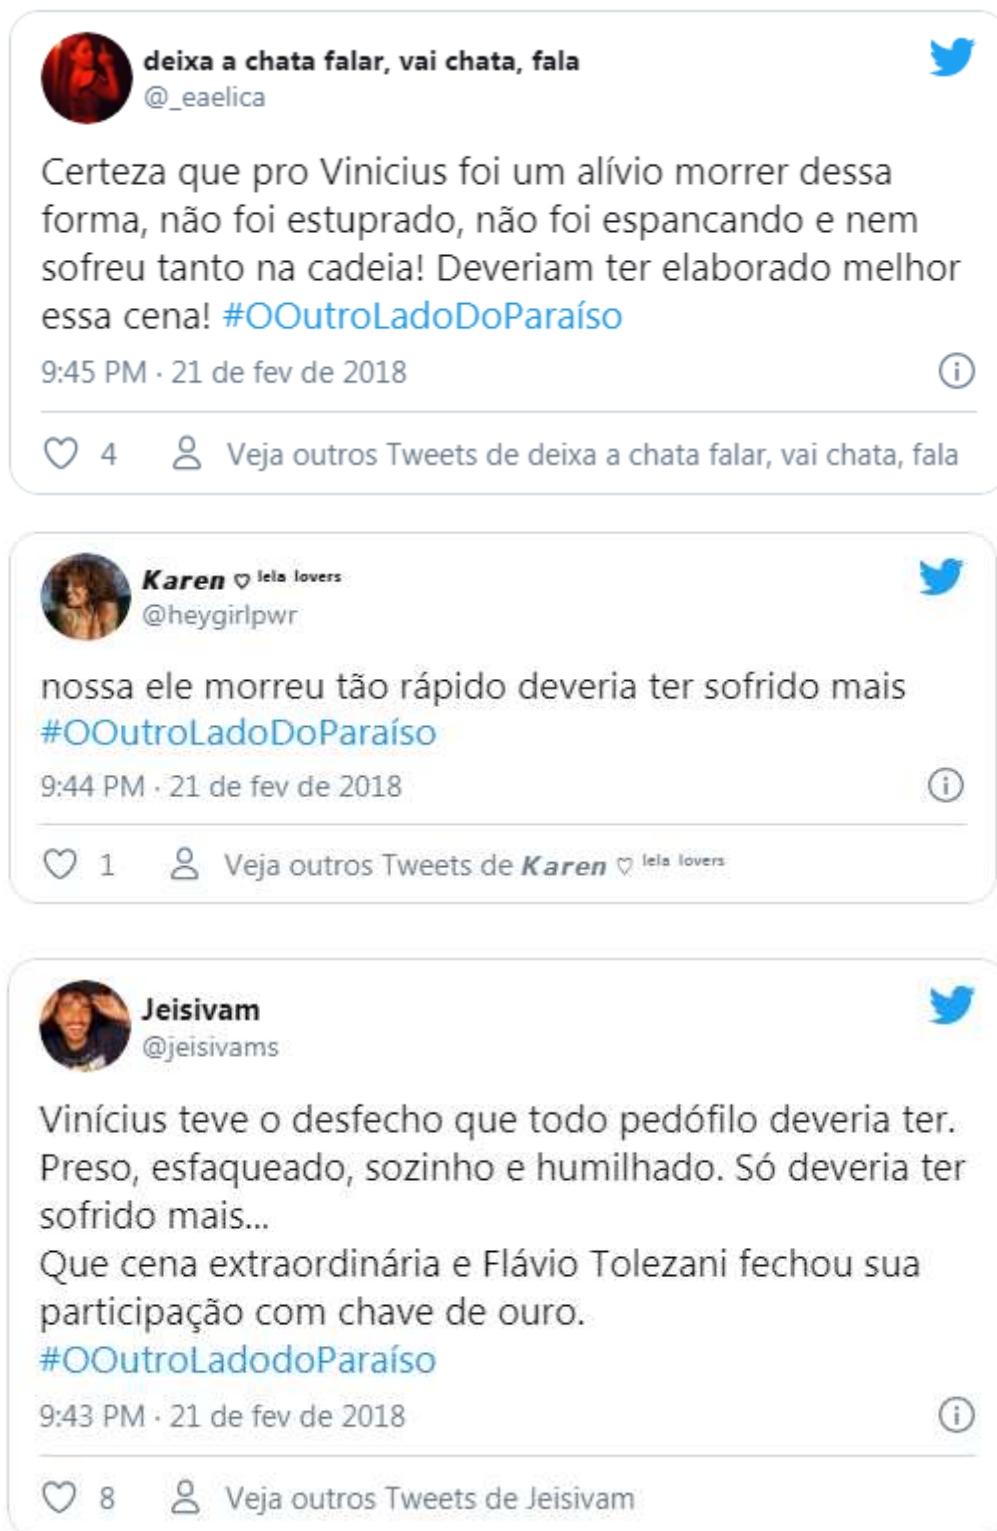 deixa a chata falar, vai chata, fala
@_eaelica
Certeza que pro Vinicius foi um alívio morrer dessa
forma, não foi estuprado, não foi espancando e nem
sofreu tanto na cadeia! Deveriam ter elaborado melhor
essa cena! #OOutroLadoDoParaíso
9:45 PM · 21 de fev de 2018
4 Veja outros Tweets de deixa a chata falar, vai chata, fala
Karen ♡ lela lovers
@heygirlpwr
nossa ele morreu tão rápido deveria ter sofrido mais
#OOutroLadoDoParaíso
9:44 PM · 21 de fev de 2018
1 Veja outros Tweets de Karen ♡ lela lovers
Jeisivam
@jeisivams
Vinícius teve o desfecho que todo pedófilo deveria ter.
Preso, esfaqueado, sozinho e humilhado. Só deveria ter
sofrido mais...
Que cena extraordinária e Flávio Tolezani fechou sua
participação com chave de ouro.
#OOutroLadodoParaíso
9:43 PM · 21 de fev de 2018
8 Veja outros Tweets de Jeisivam